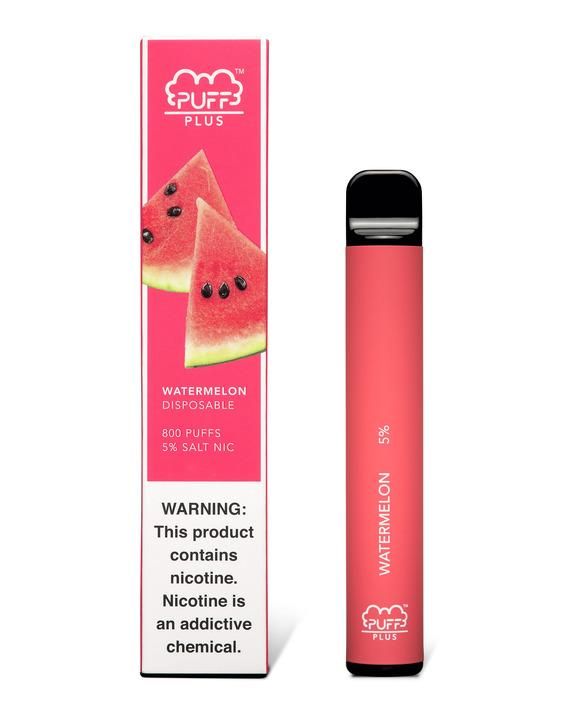 PUFF™
PLUS
WATERMELON
DISPOSABLE
800 PUFFS
5% SALT NIC
WARNING:
This product
contains
nicotine.
Nicotine is
an addictive
chemical.
WATERMELON 5%
PUFF™
PLUS